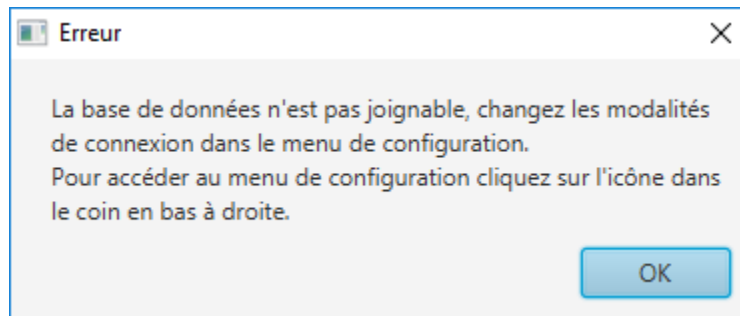 Erreur
La base de données n'est pas joignable, changez les modalités
de connexion dans le menu de configuration.
Pour accéder au menu de configuration cliquez sur l'icône dans
le coin en bas à droite.
OK